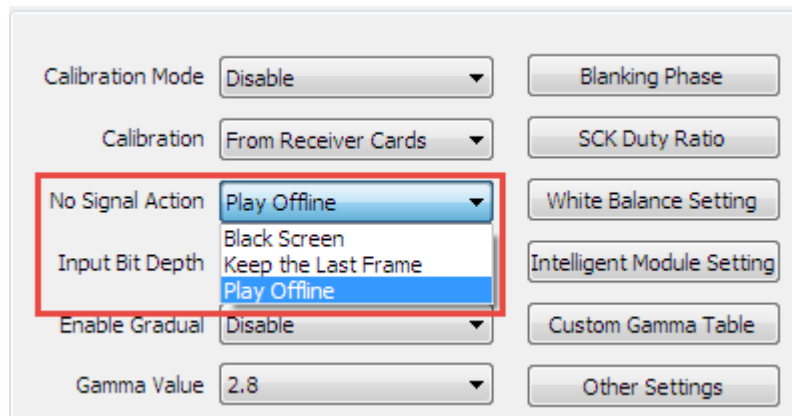 Calibration Mode Disable Blanking Phase
Calibration From Receiver Cards SCK Duty Ratio
No Signal Action Play Offline White Balance Setting
Black Screen
Input Bit Depth Keep the Last Frame Intelligent Module Setting
Play Offline
Enable Gradual Disable Custom Gamma Table
Gamma Value 2.8 Other Settings